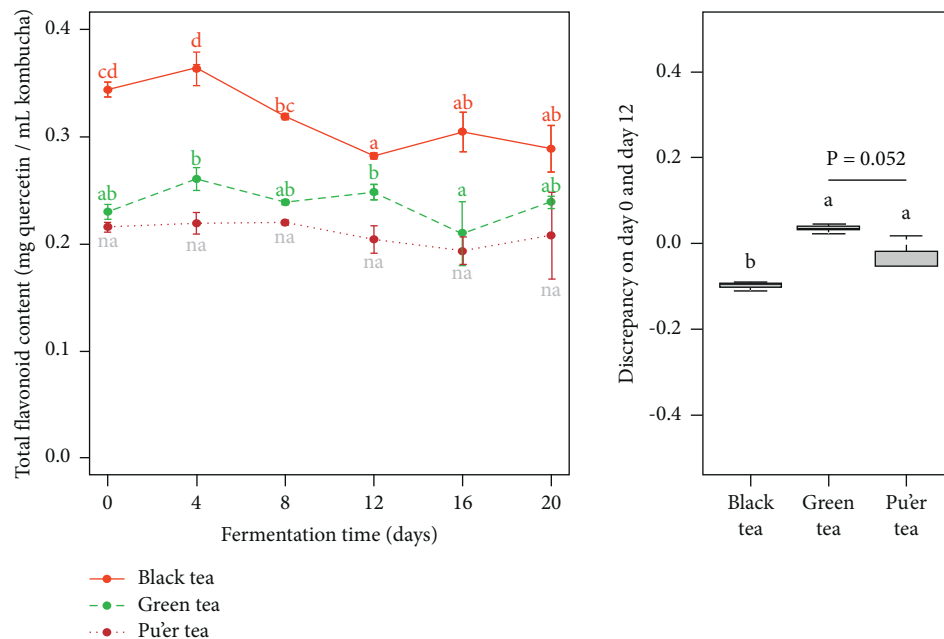 Total flavonoid content (mg quercetin / mL kombucha)
0.4
0.3
0.2
0.1
0.0
cd
d
bc
a
ab
ab
ab
b
ab
b
a
ab
na
na
na
na
na
na
0
4
8
12
16
20
Fermentation time (days)
Black tea
Green tea
Pu'er tea
Discrepancy on day 0 and day 12
0.4
0.2
0.0
-0.2
-0.4
P = 0.052
b
a
a
Black
tea
Green
tea
Pu'er
tea